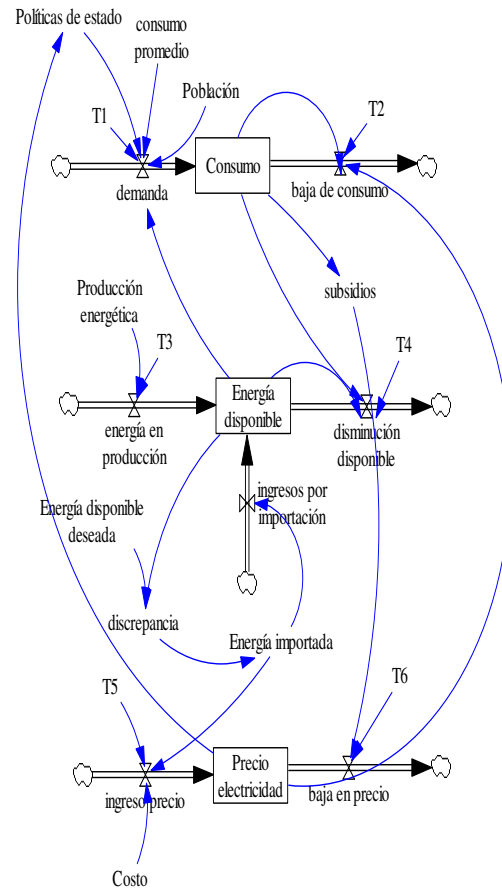 Políticas de estado
consumo
promedio
Población
T1
T2
Consumo
demanda
baja de consumo
subsidios
Producción
energética
T3
T4
Energía
disponible
energía en
producción
disminución
disponible
ingresos por
importación
Energía disponible
deseada
discrepancia
Energía importada
T5
T6
Precio
electricidad
ingreso precio
baja en precio
Costo